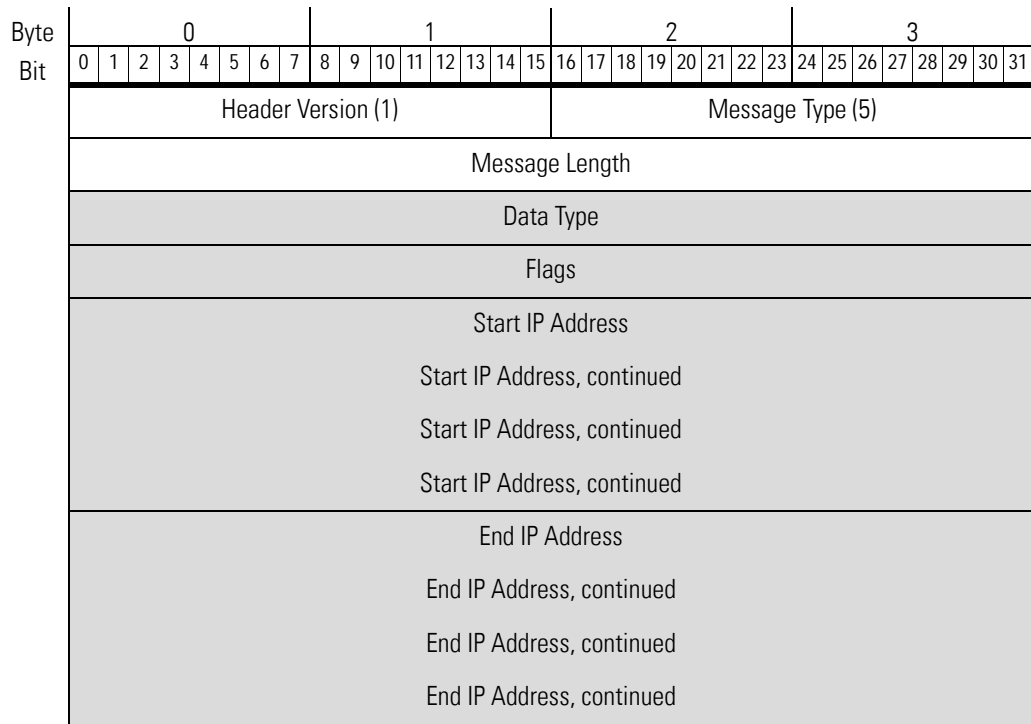 Byte 0 1 2 3
Bit 0 1 2 3 4 5 6 7 8 9 10 11 12 13 14 15 16 17 18 19 20 21 22 23 24 25 26 27 28 29 30 31
Header Version (1) Message Type (5)
Message Length
Data Type
Flags
Start IP Address
Start IP Address, continued
Start IP Address, continued
Start IP Address, continued
End IP Address
End IP Address, continued
End IP Address, continued
End IP Address, continued